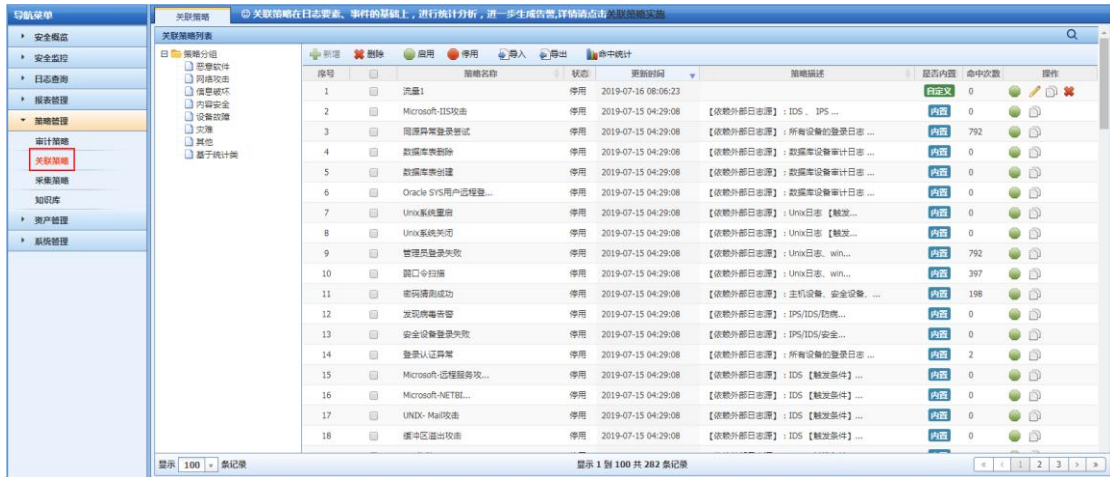 导航菜单
安全概览
安全监控
日志查询
报表管理
策略管理
审计策略
关联策略
采集策略
知识库
资产管理
系统管理
关联策略 关联策略在日志要素、事件的基础上，进行统计分析，进一步生成告警,详情请点击关联策略实施
关联策略列表
策略分组
恶意软件
网络攻击
信息破坏
内容安全
设备故障
灾难
其他
基于统计类
新增 删除 启用 停用 导入 导出 命中统计
序号 策略名称 状态 更新时间 策略描述 是否内置 命中次数 操作
1 流量1 停用 2019-07-16 08:06:23 自定义 0
2 Microsoft-IIS攻击 停用 2019-07-15 04:29:08 【依赖外部日志源】：IDS 、 IPS ... 内置 0
3 同源异常登录尝试 停用 2019-07-15 04:29:08 【依赖外部日志源】：所有设备的登录日志 ... 内置 792
4 数据库表删除 停用 2019-07-15 04:29:08 【依赖外部日志源】：数据库设备审计日志 ... 内置 0
5 数据库表创建 停用 2019-07-15 04:29:08 【依赖外部日志源】：数据库设备审计日志 ... 内置 0
6 Oracle SYS用户远程登... 停用 2019-07-15 04:29:08 【依赖外部日志源】：数据库设备审计日志 ... 内置 0
7 Unix系统重启 停用 2019-07-15 04:29:08 【依赖外部日志源】：Unix日志 【触发... 内置 0
8 Unix系统关闭 停用 2019-07-15 04:29:08 【依赖外部日志源】：Unix日志 【触发... 内置 0
9 管理员登录失败 停用 2019-07-15 04:29:08 【依赖外部日志源】：Unix日志、win... 内置 792
10 弱口令扫描 停用 2019-07-15 04:29:08 【依赖外部日志源】：Unix日志、win... 内置 397
11 密码猜测成功 停用 2019-07-15 04:29:08 【依赖外部日志源】：主机设备、安全设备、... 内置 198
12 发现病毒告警 停用 2019-07-15 04:29:08 【依赖外部日志源】：IPS/IDS/防病... 内置 0
13 安全设备登录失败 停用 2019-07-15 04:29:08 【依赖外部日志源】：IPS/IDS/安全... 内置 0
14 登录认证异常 停用 2019-07-15 04:29:08 【依赖外部日志源】：所有设备的登录日志 ... 内置 2
15 Microsoft-远程服务攻... 停用 2019-07-15 04:29:08 【依赖外部日志源】：IDS 【触发条件】... 内置 0
16 Microsoft-NETBI... 停用 2019-07-15 04:29:08 【依赖外部日志源】：IDS 【触发条件】... 内置 0
17 UNIX- Mail攻击 停用 2019-07-15 04:29:08 【依赖外部日志源】：IDS 【触发条件】... 内置 0
18 缓冲区溢出攻击 停用 2019-07-15 04:29:08 【依赖外部日志源】：IDS 【触发条件】... 内置 0
显示 100 条记录 显示 1 到 100 共 282 条记录 1 2 3